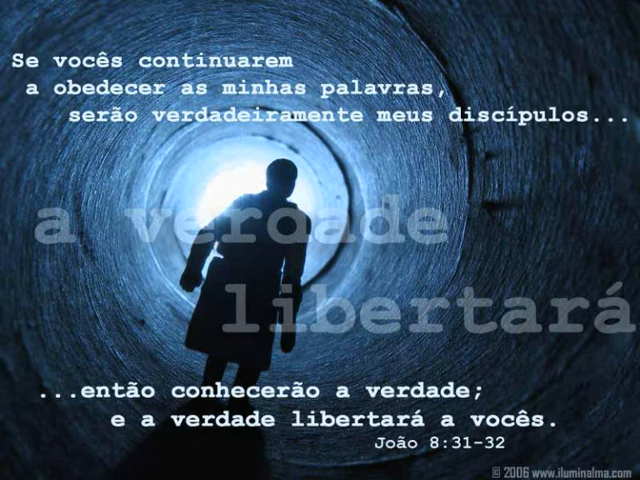 Se vocês continuarem
a obedecer as minhas palavras,
serão verdadeiramente meus discípulos...
a verdade
libertará
...então conhecerão a verdade;
e a verdade libertará a vocês.
João 8:31-32
© 2006 www.iluminalma.com